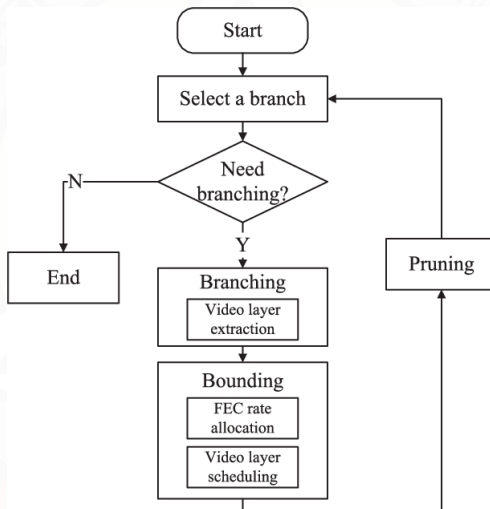 Start
Select a branch
Need
branching?
N
Y
End
Pruning
Branching
Video layer
extraction
Bounding
FEC rate
allocation
Video layer
scheduling